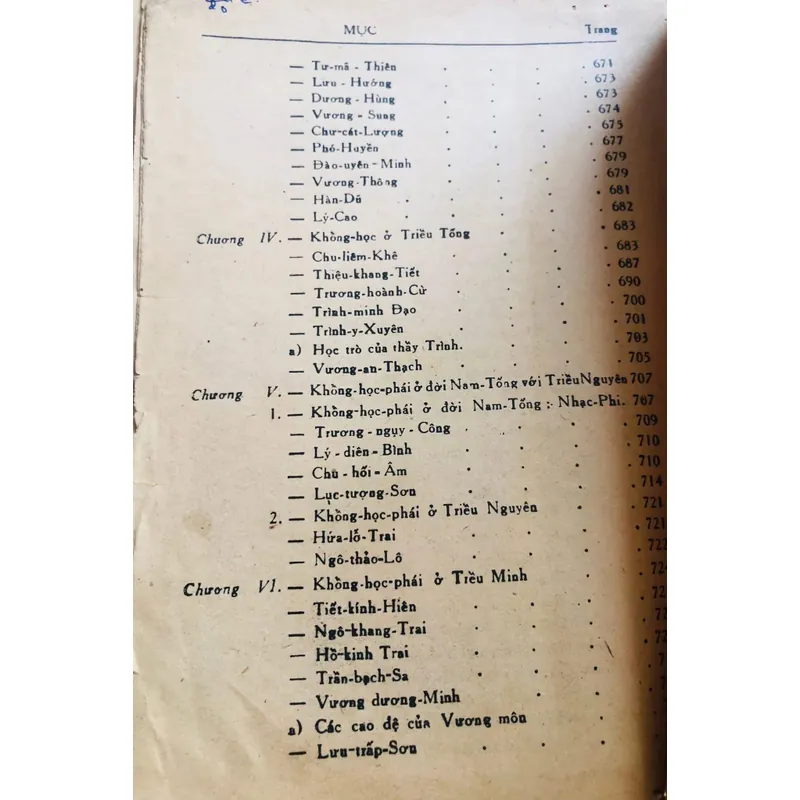 MỤC Trang
— Tư-mã - Thiên . . . . . 671
— Lưu - Hướng . . . . 673
— Dương - Hùng . . . . 673
— Vương - Sung . . . . 674
— Chư-cát-Lượng . . . . 675
— Phó-Huyền . . . . 677
— Đào-uyên - Minh . . . . 679
— Vương-Thông . . . . 679
— Hàn-Dũ . . . . . 681
— Lý-Cao . . . . . 682
Chương IV. — Khổng-học ở Triều Tống . . . . 683
— Chu-liêm-Khê . . . . 683
— Thiệu-khang-Tiết . . . . 687
— Trương-hoành-Cừ . . . . 690
— Trình-minh Đạo . . . . 700
— Trình-y-Xuyên . . . . 701
a) Học trò của thầy Trình. . . . . 703
— Vương-an-Thạch . . . . 705
Chương V. — Khổng-học-phái ở đời Nam-Tống với Triều Nguyên 707
1. — Khổng-học-phái ở đời Nam-Tống ; Nhạc-Phi. 707
— Trương-ngụy-Công . . . . 709
— Lý-diên-Bình . . . . 710
— Chu-hối-Âm . . . . 710
— Lục-tượng-Sơn . . . . 714
2. — Khổng-học-phái ở Triều Nguyên . . . 721
— Hứa-lỗ-Trai . . . . 721
— Ngô-thảo-Lô . . . . 722
Chương VI. — Khổng-học-phái ở Triều Minh . . .
— Tiết-kính-Hiên . . . .
— Ngô-khang-Trai . . . .
— Hồ-kinh Trai . . . .
— Trần-bạch-Sa . . . .
— Vương dương-Minh . . .
a) Các cao đệ của Vương môn . .
— Lưu-trấp-Sơn . . . .